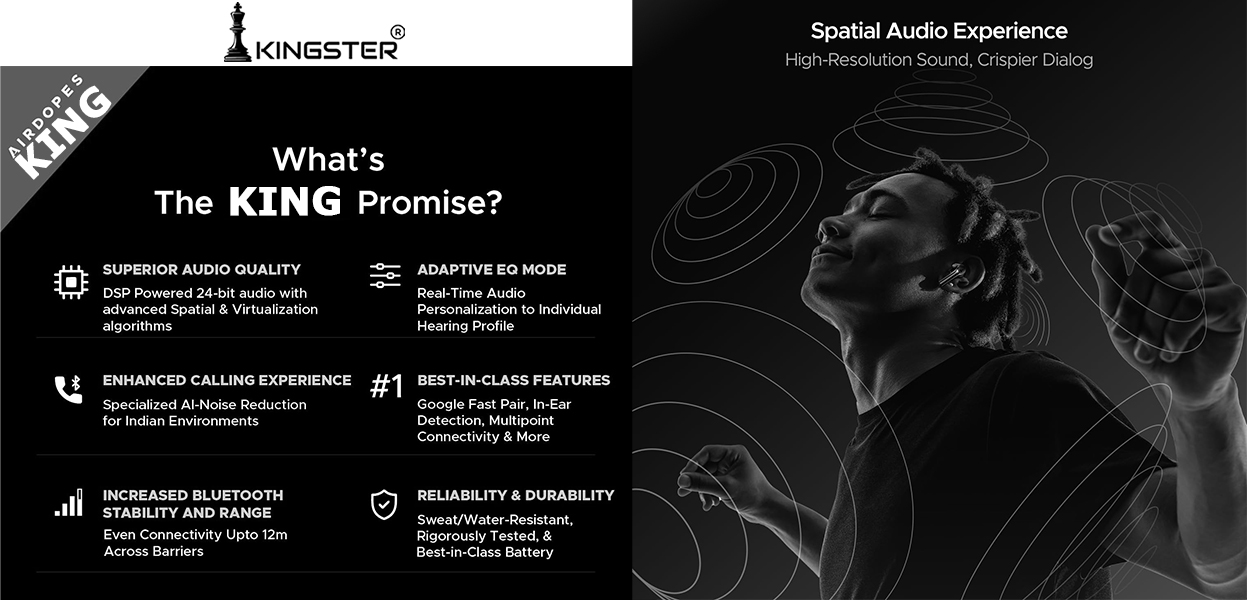 KINGSTER®
AIRDOPES
KING
What's
The KING Promise?
SUPERIOR AUDIO QUALITY
DSP Powered 24-bit audio with
advanced Spatial & Virtualization
algorithms
ADAPTIVE EQ MODE
Real-Time Audio
Personalization to Individual
Hearing Profile
ENHANCED CALLING EXPERIENCE
Specialized AI-Noise Reduction
for Indian Environments
#1
BEST-IN-CLASS FEATURES
Google Fast Pair, In-Ear
Detection, Multipoint
Connectivity & More
INCREASED BLUETOOTH
STABILITY AND RANGE
Even Connectivity Upto 12m
Across Barriers
RELIABILITY & DURABILITY
Sweat/Water-Resistant,
Rigorously Tested, &
Best-in-Class Battery
Spatial Audio Experience
High-Resolution Sound, Crispier Dialog